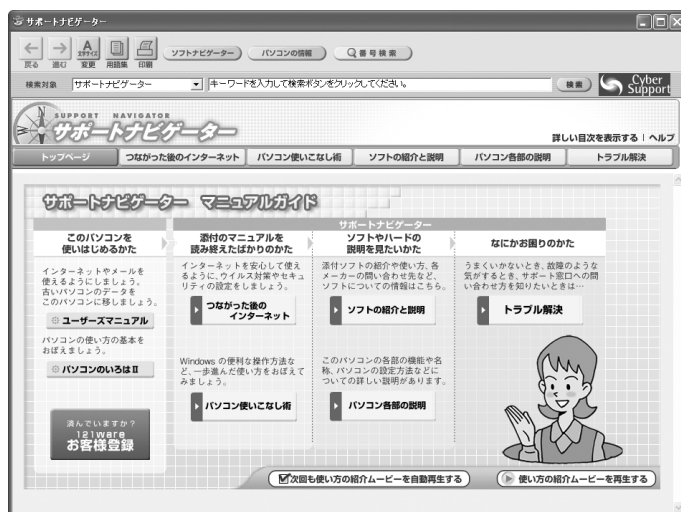 サポートナビゲーター
戻る 進む 変更 用語集 印刷
A
文字サイズ
ソフトナビゲーター
パソコンの情報
番号検索
検索対象
サポートナビゲーター
キーワードを入力して検索ボタンをクリックしてください。
検索
Cyber
Support
SUPPORT NAVIGATOR
サポートナビゲーター
詳しい目次を表示する | ヘルプ
トップページ
つながった後のインターネット
パソコン使いこなし術
ソフトの紹介と説明
パソコン各部の説明
トラブル解決
サポートナビゲーター マニュアルガイド
サポートナビゲーター
このパソコンを
使いはじめるかた
インターネットやメールを
使えるようにしましょう。
古いパソコンのデータを
このパソコンに移しましょう。
ユーザーズマニュアル
パソコンの使い方の基本を
おぼえましょう。
パソコンのいろはⅡ
済んでいますか?
121ware
お客様登録
添付のマニュアルを
読み終えたばかりのかた
インターネットを安心して使え
るように、ウイルス対策やセキュ
リティの設定をしましょう。
つながった後の
インターネット
Windows の便利な操作方法な
ど、一歩進んだ使い方をおぼえて
みましょう。
パソコン使いこなし術
ソフトやハードの
説明を見たいかた
添付ソフトの紹介や使い方、各
メーカーの問い合わせ先など、
ソフトについての情報はこちら。
ソフトの紹介と説明
このパソコンの各部の機能や名
称、パソコンの設定方法などに
ついての詳しい説明があります。
パソコン各部の説明
なにかお困りのかた
うまくいかないとき、故障のような
気がするとき、サポート窓口への問
い合わせ方を知りたいときは…
トラブル解決
次回も使い方の紹介ムービーを自動再生する
使い方の紹介ムービーを再生する